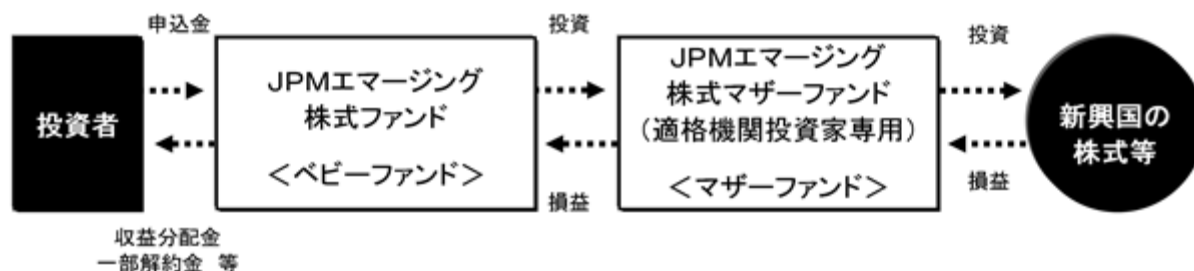 申込金
投資者
収益分配金
一部解約金 等
JPMエマージング
株式ファンド
＜ベビーファンド＞
投資
損益
JPMエマージング
株式マザーファンド
（適格機関投資家専用）
＜マザーファンド＞
投資
損益
新興国の
株式等